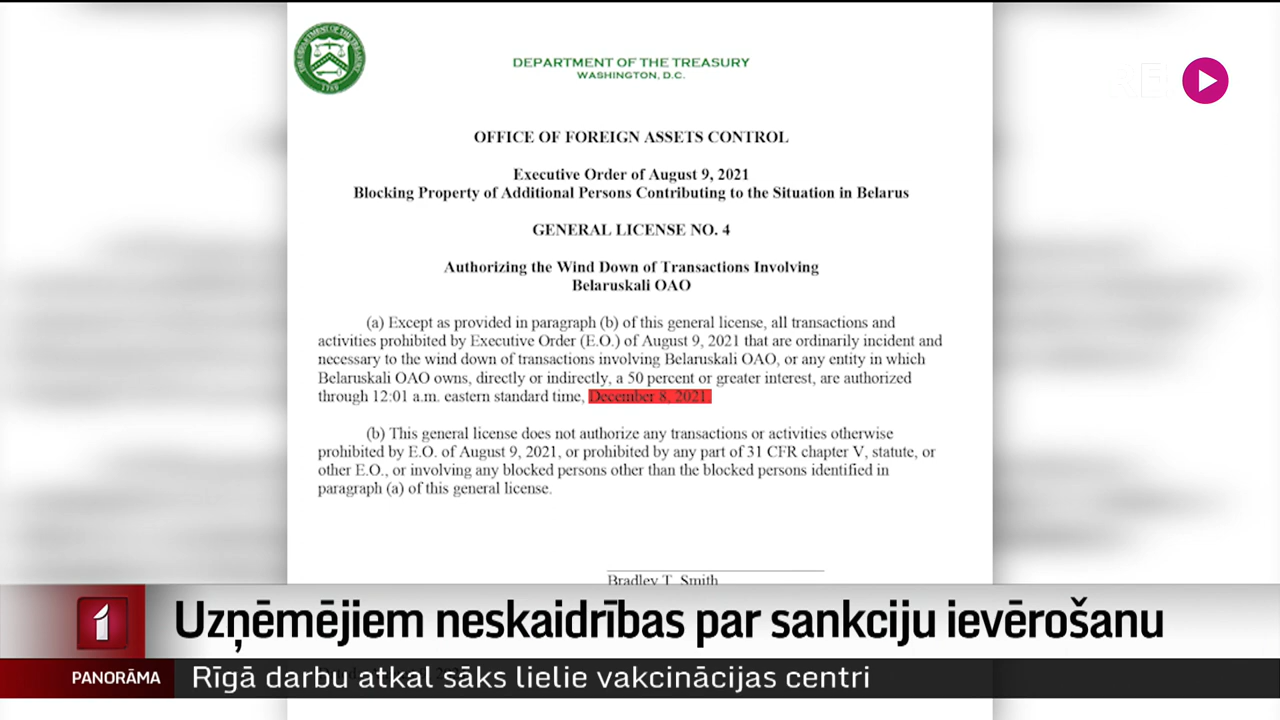 DEPARTMENT OF THE TREASURY
WASHINGTON, D.C.
OFFICE OF FOREIGN ASSETS CONTROL
Executive Order of August 9, 2021
Blocking Property of Additional Persons Contributing to the Situation in Belarus
GENERAL LICENSE NO. 4
Authorizing the Wind Down of Transactions Involving
Belaruskali OAO
(a) Except as provided in paragraph (b) of this general license, all transactions and
activities prohibited by Executive Order (E.O.) of August 9, 2021 that are ordinarily incident and
necessary to the wind down of transactions involving Belaruskali OAO, or any entity in which
Belaruskali OAO owns, directly or indirectly, a 50 percent or greater interest, are authorized
through 12:01 a.m. eastern standard time, December 8, 2021.
(b) This general license does not authorize any transactions or activities otherwise
prohibited by E.O. of August 9, 2021, or prohibited by any part of 31 CFR chapter V, statute, or
other E.O., or involving any blocked persons other than the blocked persons identified in
paragraph (a) of this general license.
Bradley T. Smith
1 Uzņēmējiem neskaidrības par sankciju ievērošanu
PANORĀMA Rīgā darbu atkal sāks lielie vakcinācijas centri